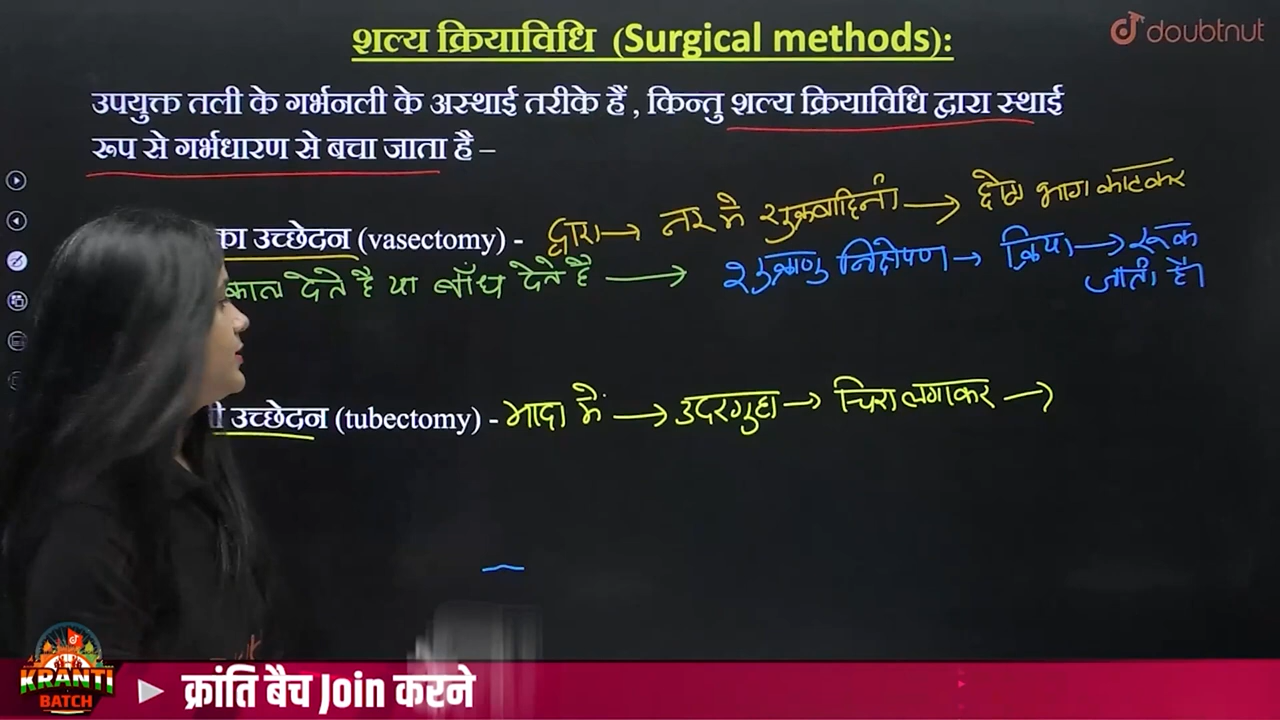 शल्य क्रियाविधि (Surgical methods):
doubtnut
उपयुक्त तली के गर्भनली के अस्थाई तरीके हैं , किन्तु शल्य क्रियाविधि द्वारा स्थाई
रूप से गर्भधारण से बचा जाता है –
का उच्छेदन (vasectomy) - द्वारा → नर में शुक्रवाहिनी → छोटा भाग काटकर
देते है या बाँध देते है → शुक्राणु निक्षेपण → क्रिया → रूक
जाती है।
उच्छेदन (tubectomy) - मादा में → उदरगुहा → चिरा लगाकर →
KRANTI
BATCH
क्रांति बैच Join करने